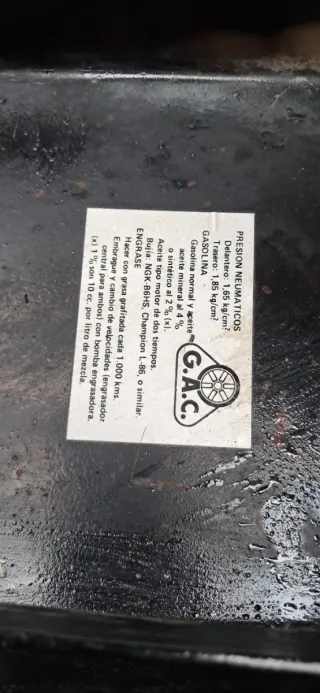 PRESION NEUMATICOS
Delantero: 1,65 kg/cm²
Trasero: 1,85 kg/cm²
GASOLINA
Gasolina normal y aceite
aceite mineral al 4 %
o sintético al 2 % (x).
Aceite tipo motor de dos tiempos.
Bujía: NGK-B6HS, Champion L-86, o similar.
ENGRASE
Hacer con grasa grafitada cada 1.000 kms.
Embrague y cambio de velocidades (engrasador
central para ambos) con bomba engrasadora.
(x) 1 % son 10 cc. por litro de mezcla.
G.A.C.